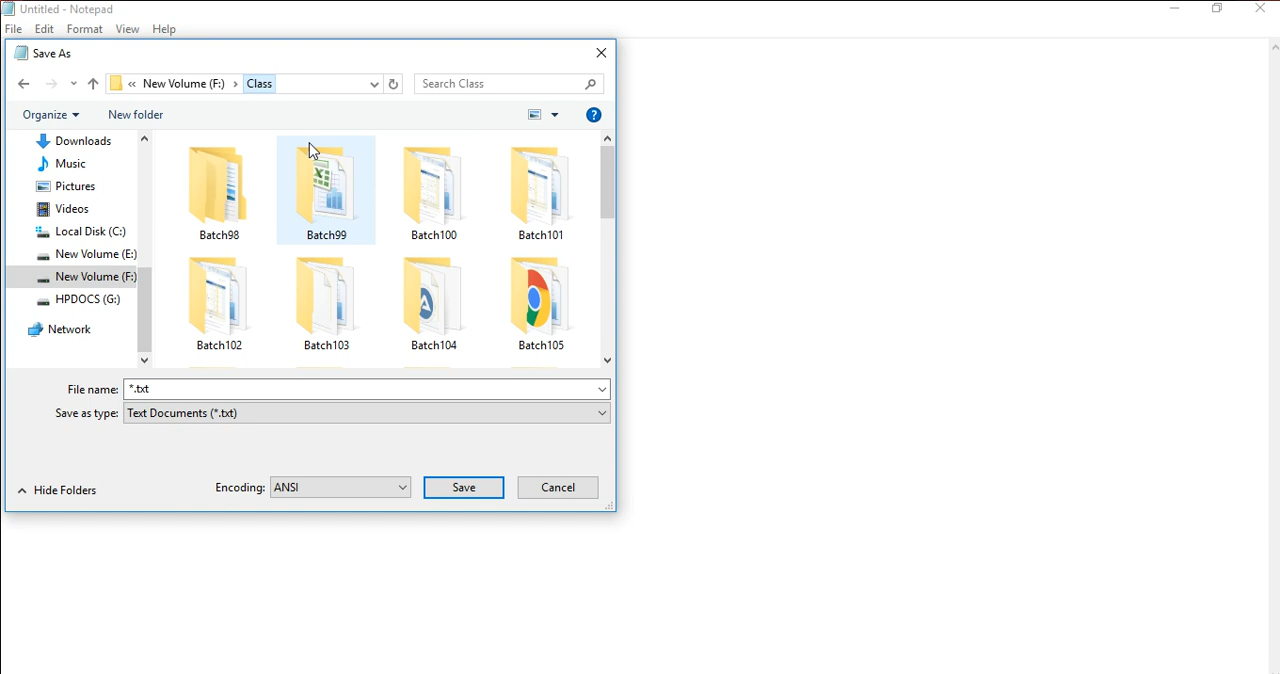 Untitled - Notepad
File Edit Format View Help
Save As
« New Volume (F:) › Class
Search Class
Organize New folder
Downloads
Music
Pictures
Videos
Local Disk (C:)
New Volume (E:)
New Volume (F:)
HPDOCS (G:)
Network
Batch98 Batch99 Batch100 Batch101
Batch102 Batch103 Batch104 Batch105
File name: *.txt
Save as type: Text Documents (*.txt)
Hide Folders
Encoding: ANSI
Save Cancel